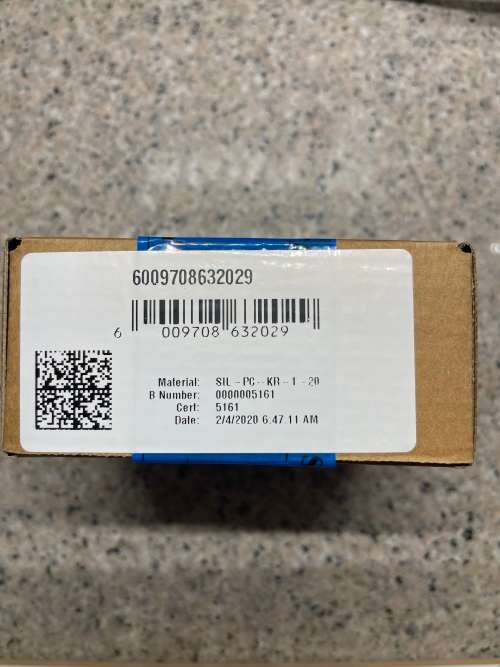 6009708632029
6 009708 632029
Material: SIL - PC - KR - 1 - 20
B Number: 0000005161
Cert: 5161
Date: 2/4/2020 6:47:11 AM